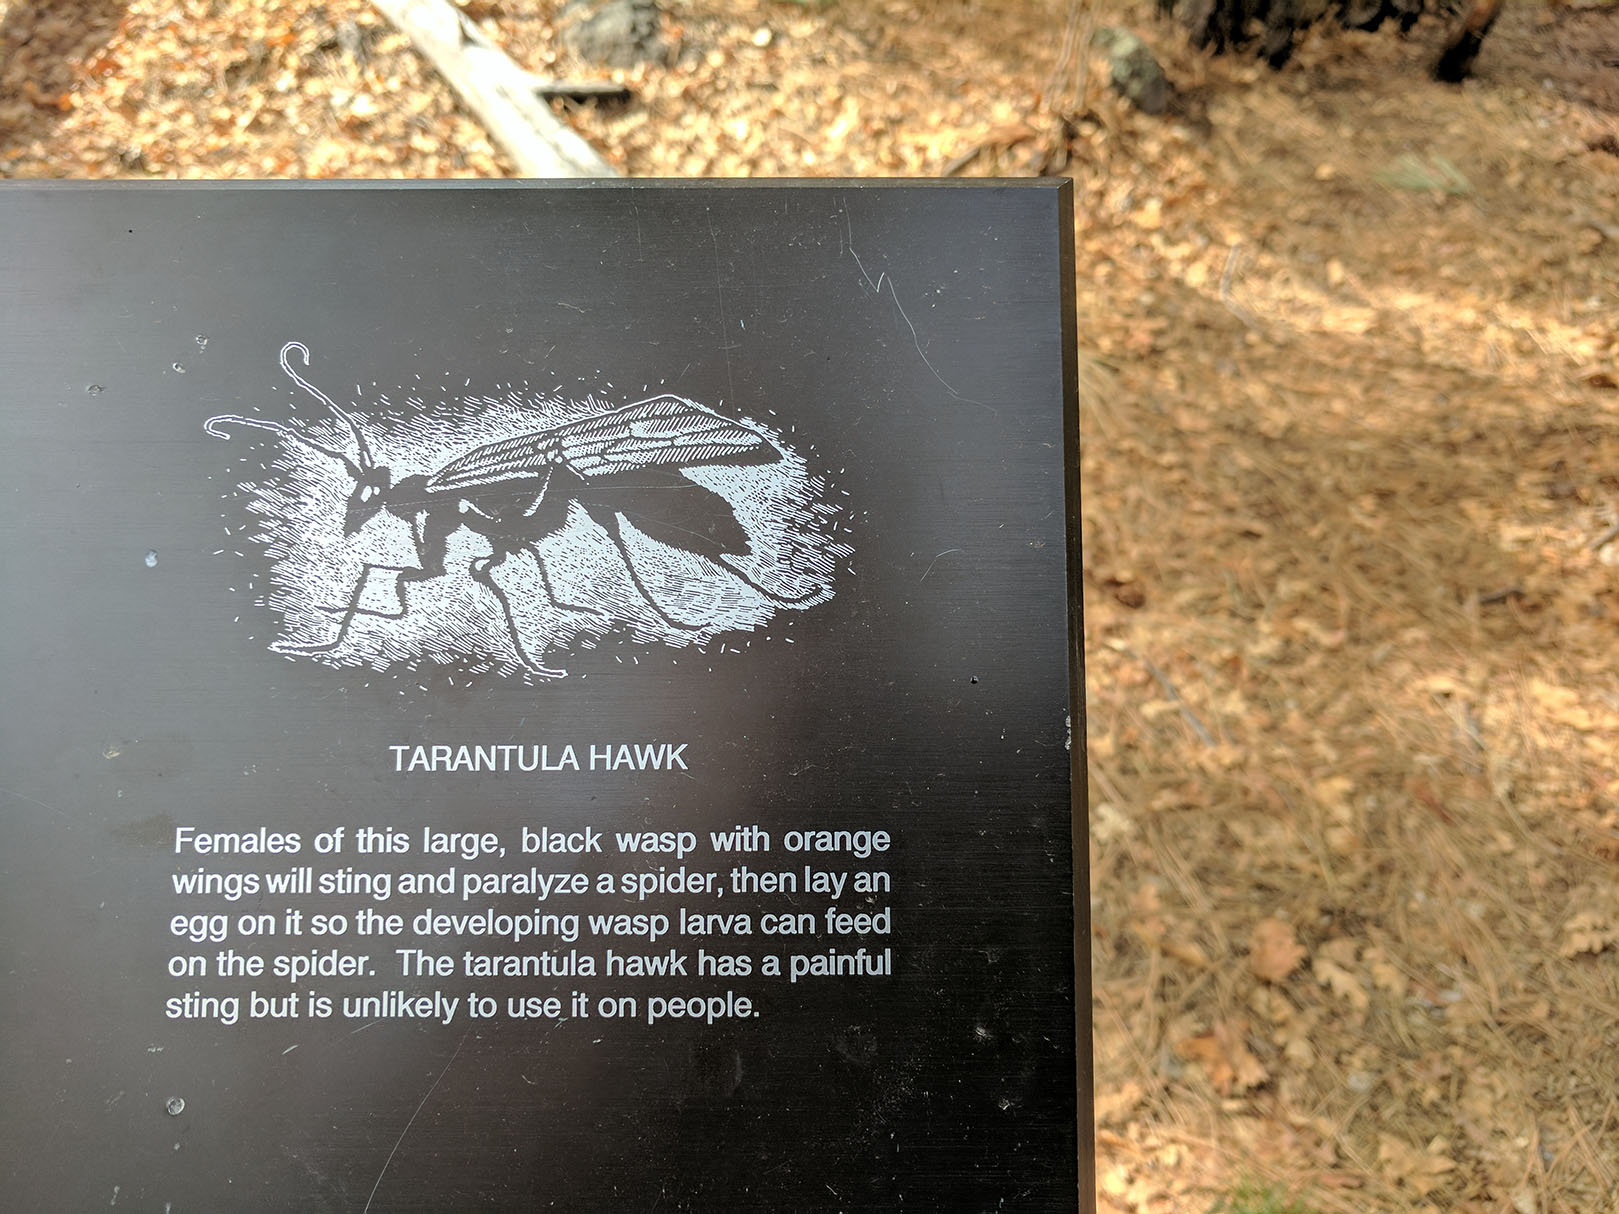 TARANTULA HAWK
Females of this large, black wasp with orange
wings will sting and paralyze a spider, then lay an
egg on it so the developing wasp larva can feed
on the spider. The tarantula hawk has a painful
sting but is unlikely to use it on people.